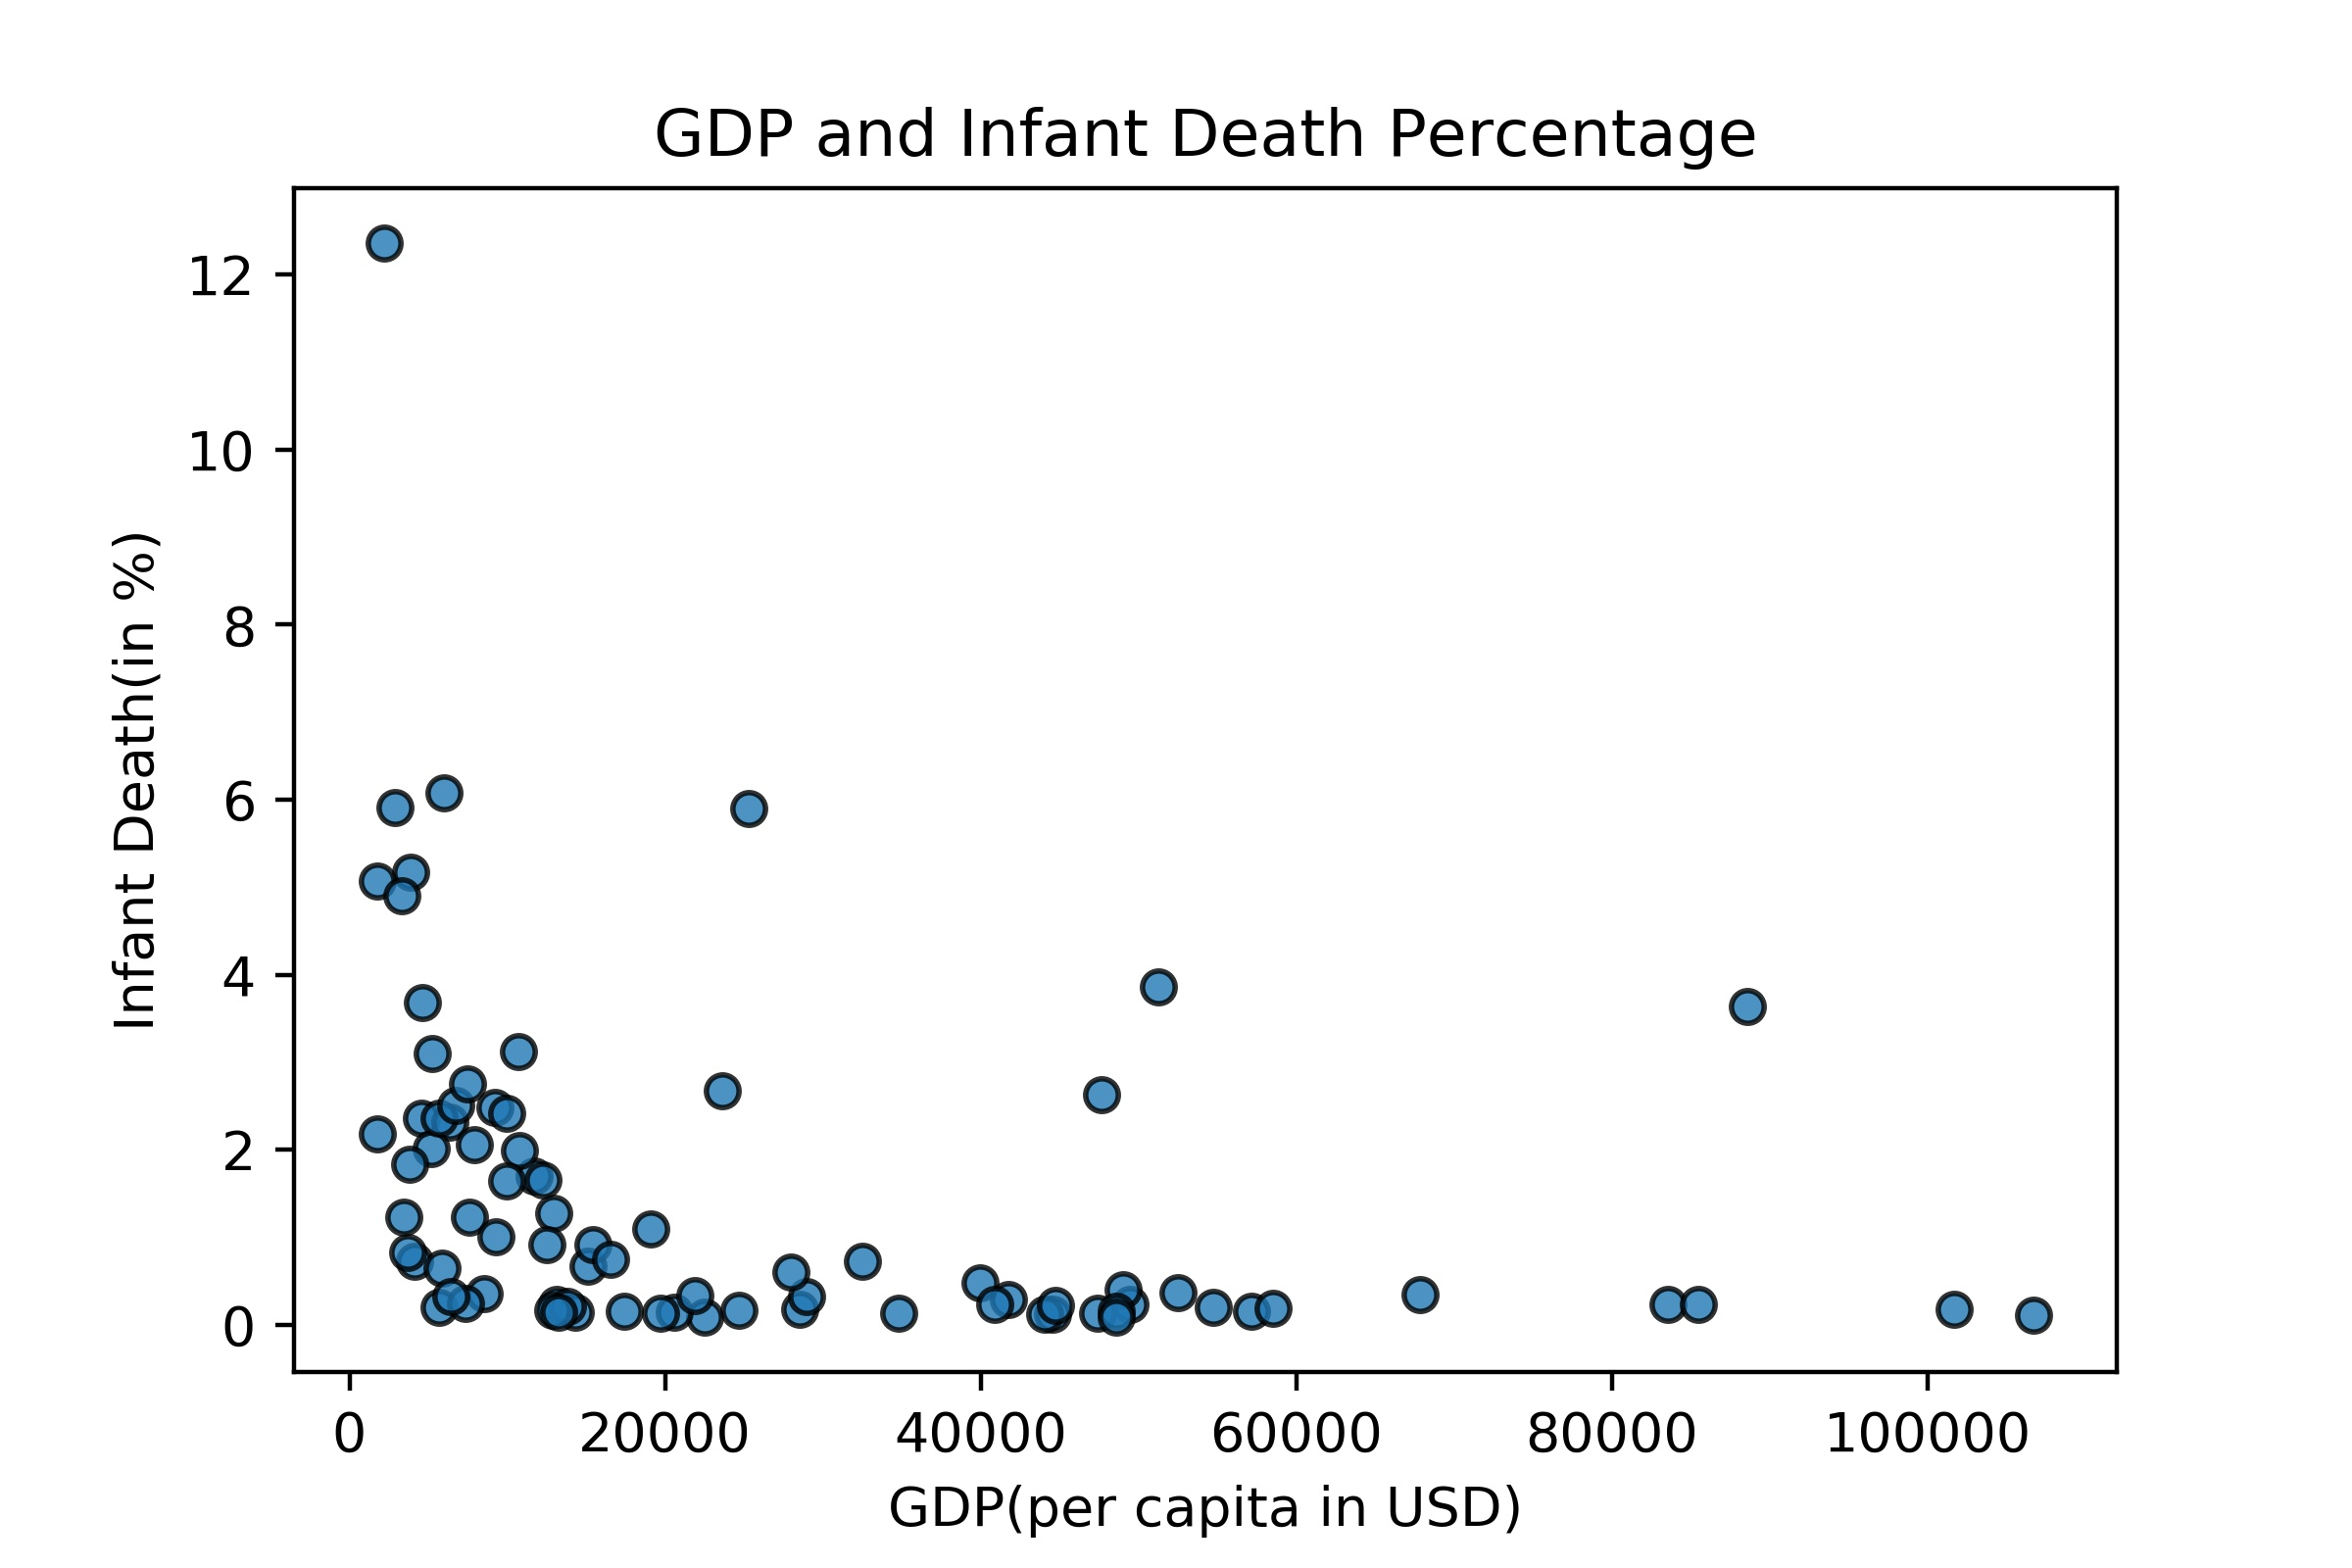 GDP and Infant Death Percentage
Infant Death(in %)
12
10
8
6
4
2
0
0 20000 40000 60000 80000 100000
GDP(per capita in USD)